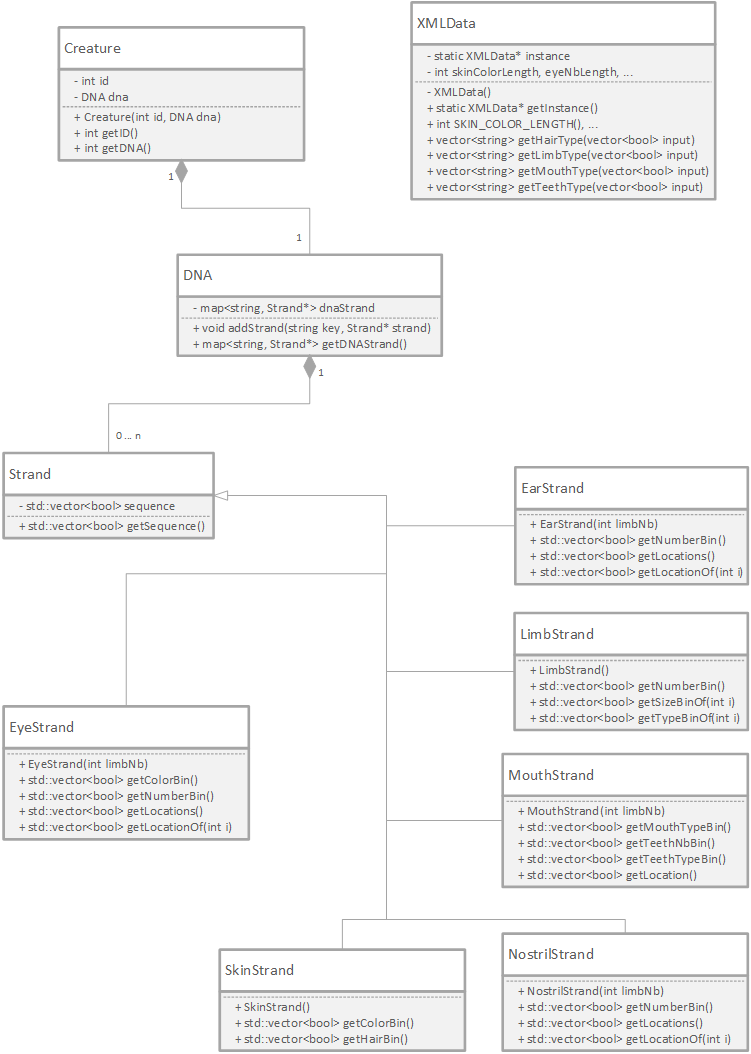 Creature
- int id
- DNA dna
+ Creature(int id, DNA dna)
+ int getID()
+ int getDNA()
XMLData
- static XMLData* instance
- int skinColorLength, eyeNbLength, ...
- XMLData()
+ static XMLData* getInstance()
+ int SKIN_COLOR_LENGTH(), ...
+ vector<string> getHairType(vector<bool> input)
+ vector<string> getLimbType(vector<bool> input)
+ vector<string> getMouthType(vector<bool> input)
+ vector<string> getTeethType(vector<bool> input)
1
1
DNA
- map<string, Strand*> dnaStrand
+ void addStrand(string key, Strand* strand)
+ map<string, Strand*> getDNAStrand()
1
0 ... n
Strand
- std::vector<bool> sequence
+ std::vector<bool> getSequence()
EarStrand
+ EarStrand(int limbNb)
+ std::vector<bool> getNumberBin()
+ std::vector<bool> getLocations()
+ std::vector<bool> getLocationOf(int i)
LimbStrand
+ LimbStrand()
+ std::vector<bool> getNumberBin()
+ std::vector<bool> getSizeBinOf(int i)
+ std::vector<bool> getTypeBinOf(int i)
EyeStrand
+ EyeStrand(int limbNb)
+ std::vector<bool> getColorBin()
+ std::vector<bool> getNumberBin()
+ std::vector<bool> getLocations()
+ std::vector<bool> getLocationOf(int i)
MouthStrand
+ MouthStrand(int limbNb)
+ std::vector<bool> getMouthTypeBin()
+ std::vector<bool> getTeethNbBin()
+ std::vector<bool> getTeethTypeBin()
+ std::vector<bool> getLocation()
SkinStrand
+ SkinStrand()
+ std::vector<bool> getColorBin()
+ std::vector<bool> getHairBin()
NostrilStrand
+ NostrilStrand(int limbNb)
+ std::vector<bool> getNumberBin()
+ std::vector<bool> getLocations()
+ std::vector<bool> getLocationOf(int i)